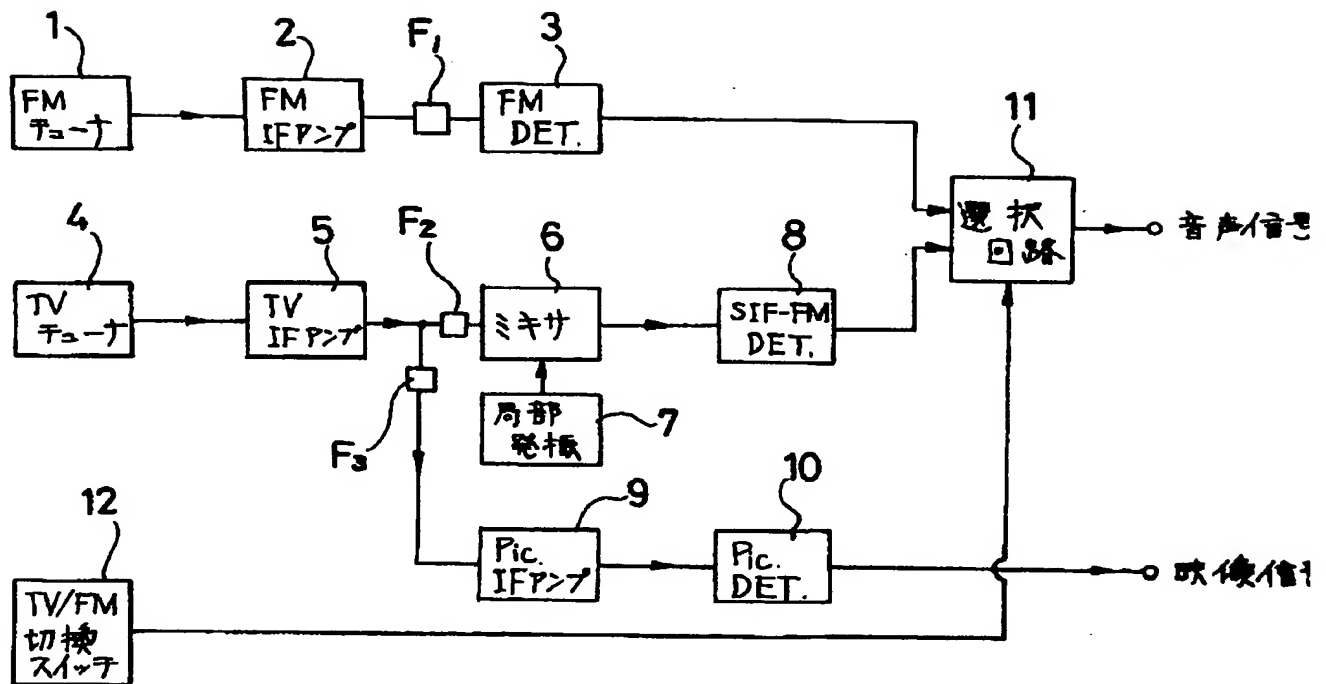 1
2
F₁
3
FM
チューナ
FM
IFアンプ
FM
DET.
11
選択
回路
音声信号
4
5
F₂
6
8
TV
チューナ
TV
IFアンプ
ミキサ
SIF-FM
DET.
局部
発振
7
F₃
12
9
10
Pic.
IFアンプ
Pic.
DET.
映像信号
TV/FM
切換
スイッチ